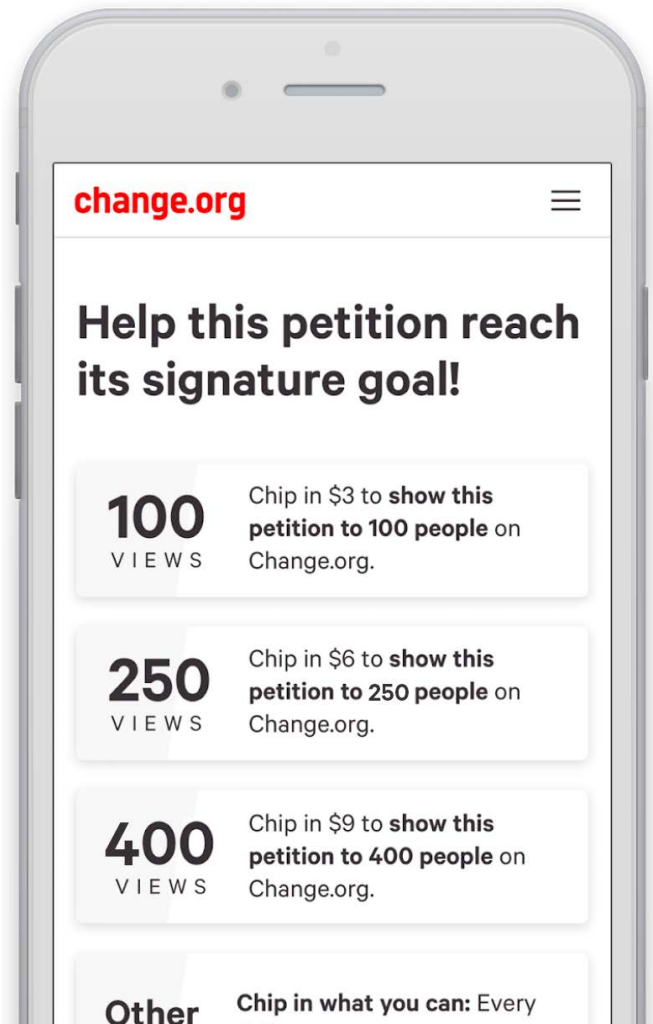 change.org
Help this petition reach
its signature goal!
100
VIEWS
Chip in $3 to show this
petition to 100 people on
Change.org.
250
VIEWS
Chip in $6 to show this
petition to 250 people on
Change.org.
400
VIEWS
Chip in $9 to show this
petition to 400 people on
Change.org.
Other
Chip in what you can: Every